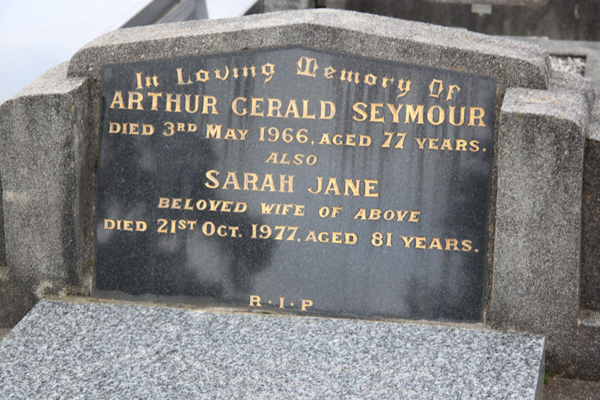 In Loving Memory Of
ARTHUR GERALD SEYMOUR
DIED 3RD MAY 1966, AGED 77 YEARS.
ALSO
SARAH JANE
BELOVED WIFE OF ABOVE
DIED 21ST OCT. 1977, AGED 81 YEARS.
R·I·P